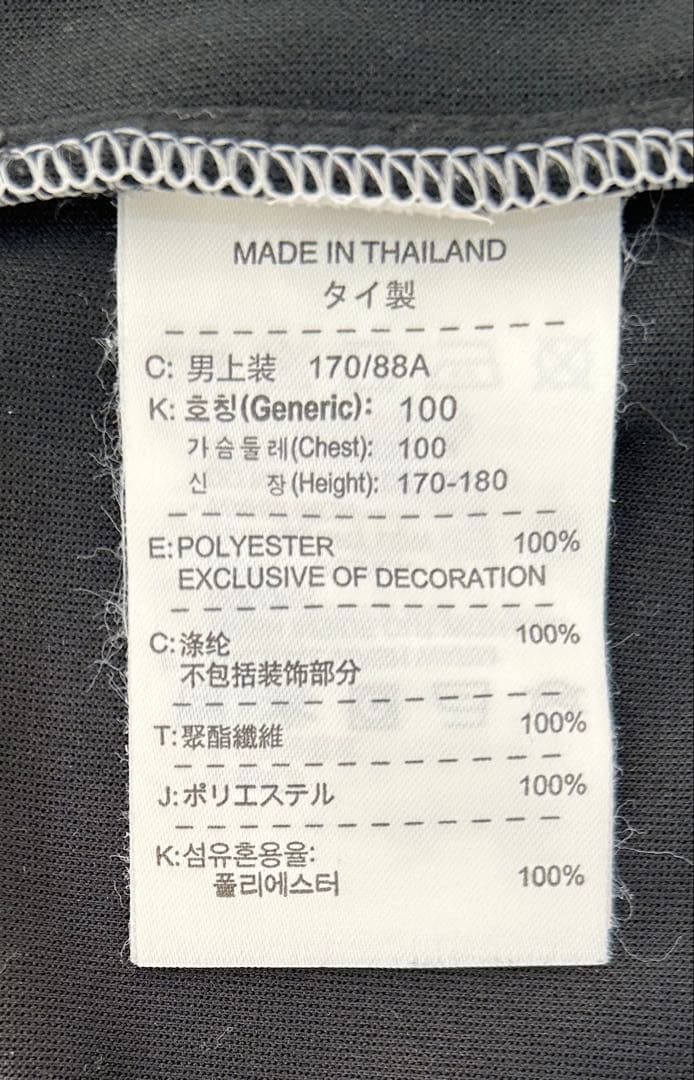 MADE IN THAILAND
タイ製
C: 男上装 170/88A
K: 호칭(Generic): 100
가슴둘레(Chest): 100
신 장(Height): 170-180
E:POLYESTER 100%
EXCLUSIVE OF DECORATION
C:涤纶 100%
不包括装饰部分
T:聚酯纖維 100%
J:ポリエステル 100%
K:섬유혼용율:
폴리에스터 100%